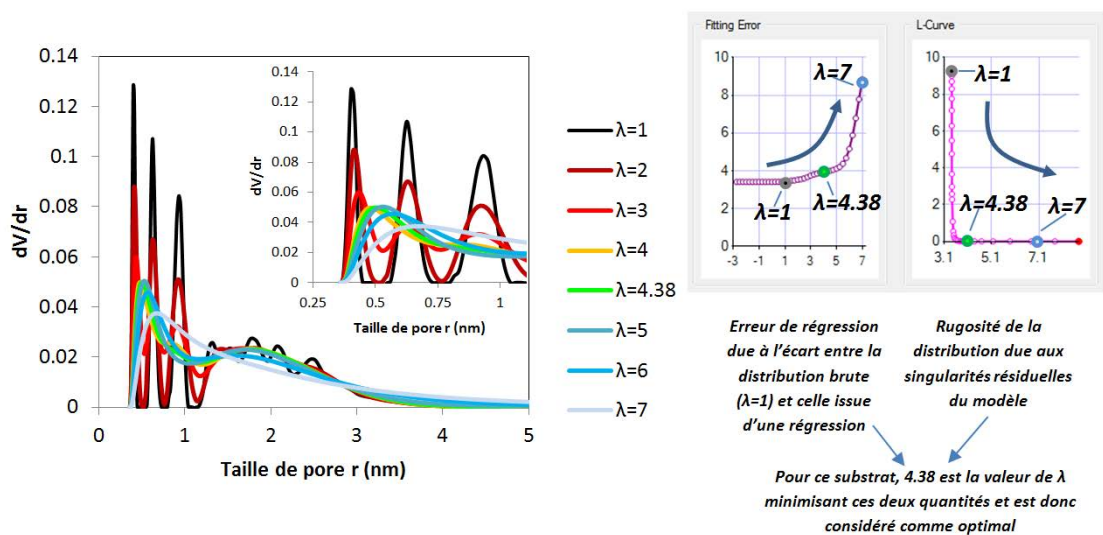 0.14
0.12
0.1
0.08
0.06
0.04
0.02
0
dV/dr
0
1
2
3
4
5
Taille de pore r (nm)
0.14
0.12
0.1
0.08
0.06
0.04
0.02
0
dV/dr
0.25
0.5
0.75
1
Taille de pore r (nm)
λ=1
λ=2
λ=3
λ=4
λ=4.38
λ=5
λ=6
λ=7
Fitting Error
10
8
6
4
2
0
-3
-1
1
3
5
7
λ=7
λ=1
λ=4.38
L-Curve
10
8
6
4
2
0
3.1
5.1
7.1
λ=1
λ=4.38
λ=7
Erreur de régression
due à l’écart entre la
distribution brute
(λ=1) et celle issue
d’une régression
Rugosité de la
distribution due aux
singularités résiduelles
du modèle
Pour ce substrat, 4.38 est la valeur de λ
minimisant ces deux quantités et est donc
considéré comme optimal